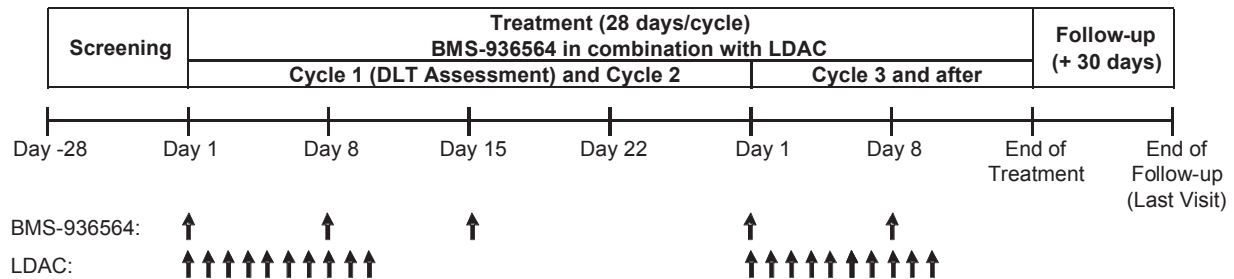 Screening
Treatment (28 days/cycle)
BMS-936564 in combination with LDAC
Cycle 1 (DLT Assessment) and Cycle 2
Cycle 3 and after
Follow-up
(+ 30 days)
Day -28
Day 1
Day 8
Day 15
Day 22
Day 1
Day 8
End of
Treatment
End of
Follow-up
(Last Visit)
BMS-936564:
LDAC: